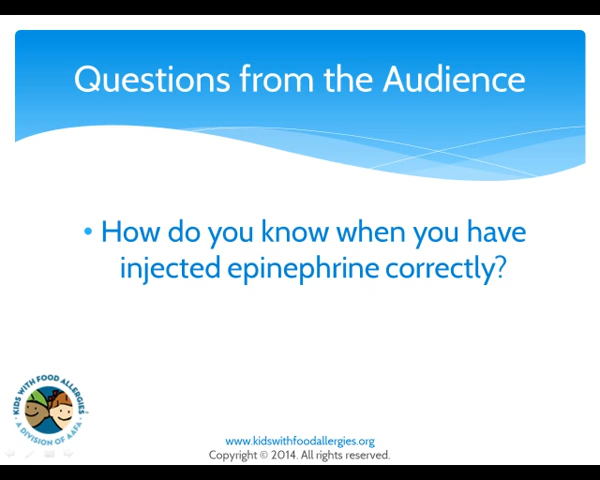 Questions from the Audience
• How do you know when you have
injected epinephrine correctly?
KIDS WITH FOOD ALLERGIES
A DIVISION OF AAFA
www.kidswithfoodallergies.org
Copyright © 2014. All rights reserved.